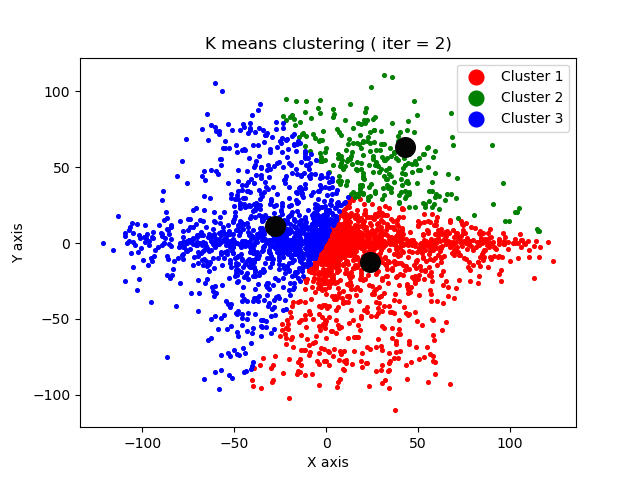 K means clustering ( iter = 2)
Cluster 1
Cluster 2
Cluster 3
100
50
0
−50
−100
Y axis
−100
−50
0
50
100
X axis